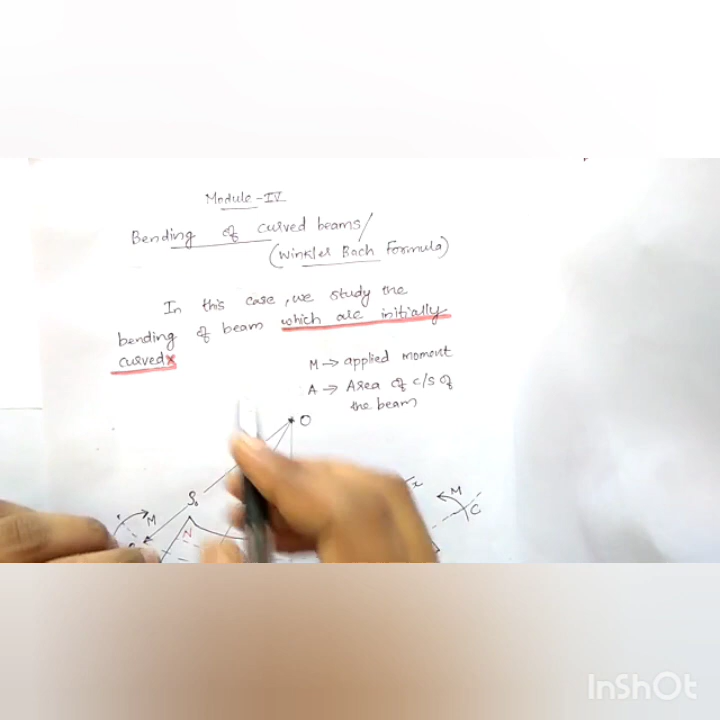 Module-IV
Bending of curved beams/
(Winkler Bach Formula)
In this case, we study the
bending of beam which are initially
curved
M → applied moment
A → Area of c/s of
the beam
O
M
M
C
N
InShOt